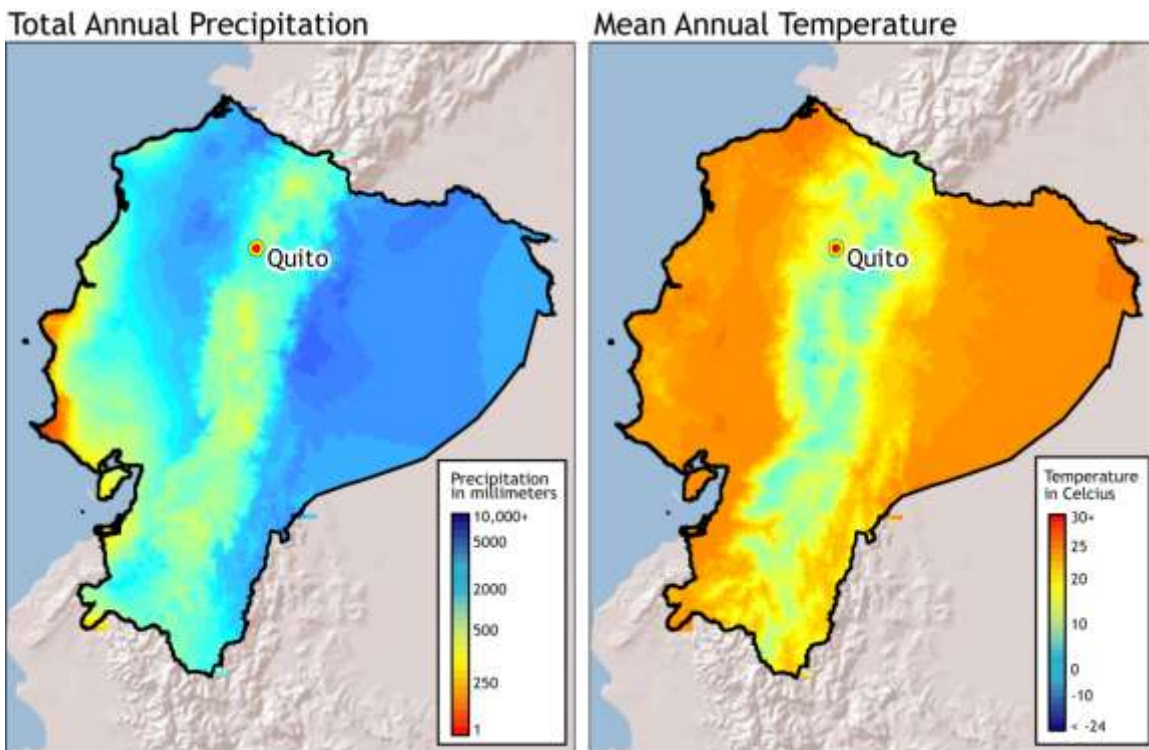 Total Annual Precipitation
Quito
Precipitation
in millimeters
10,000+
5000
2000
500
250
1
Mean Annual Temperature
Quito
Temperature
in Celcius
30+
25
20
10
0
-10
< -24